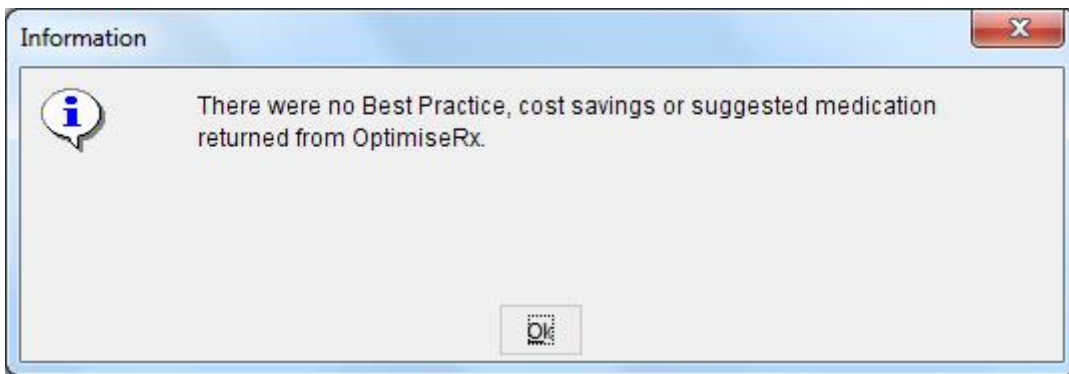 Information
There were no Best Practice, cost savings or suggested medication
returned from OptimiseRx.
Ok